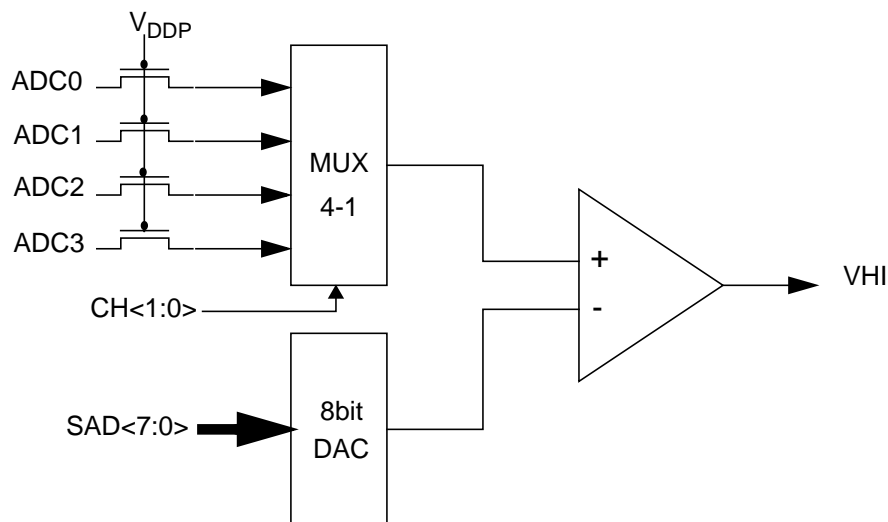 VDDP
ADC0
ADC1
ADC2
ADC3
MUX
4-1
CH<1:0>
+
-
VHI
SAD<7:0>
8bit
DAC